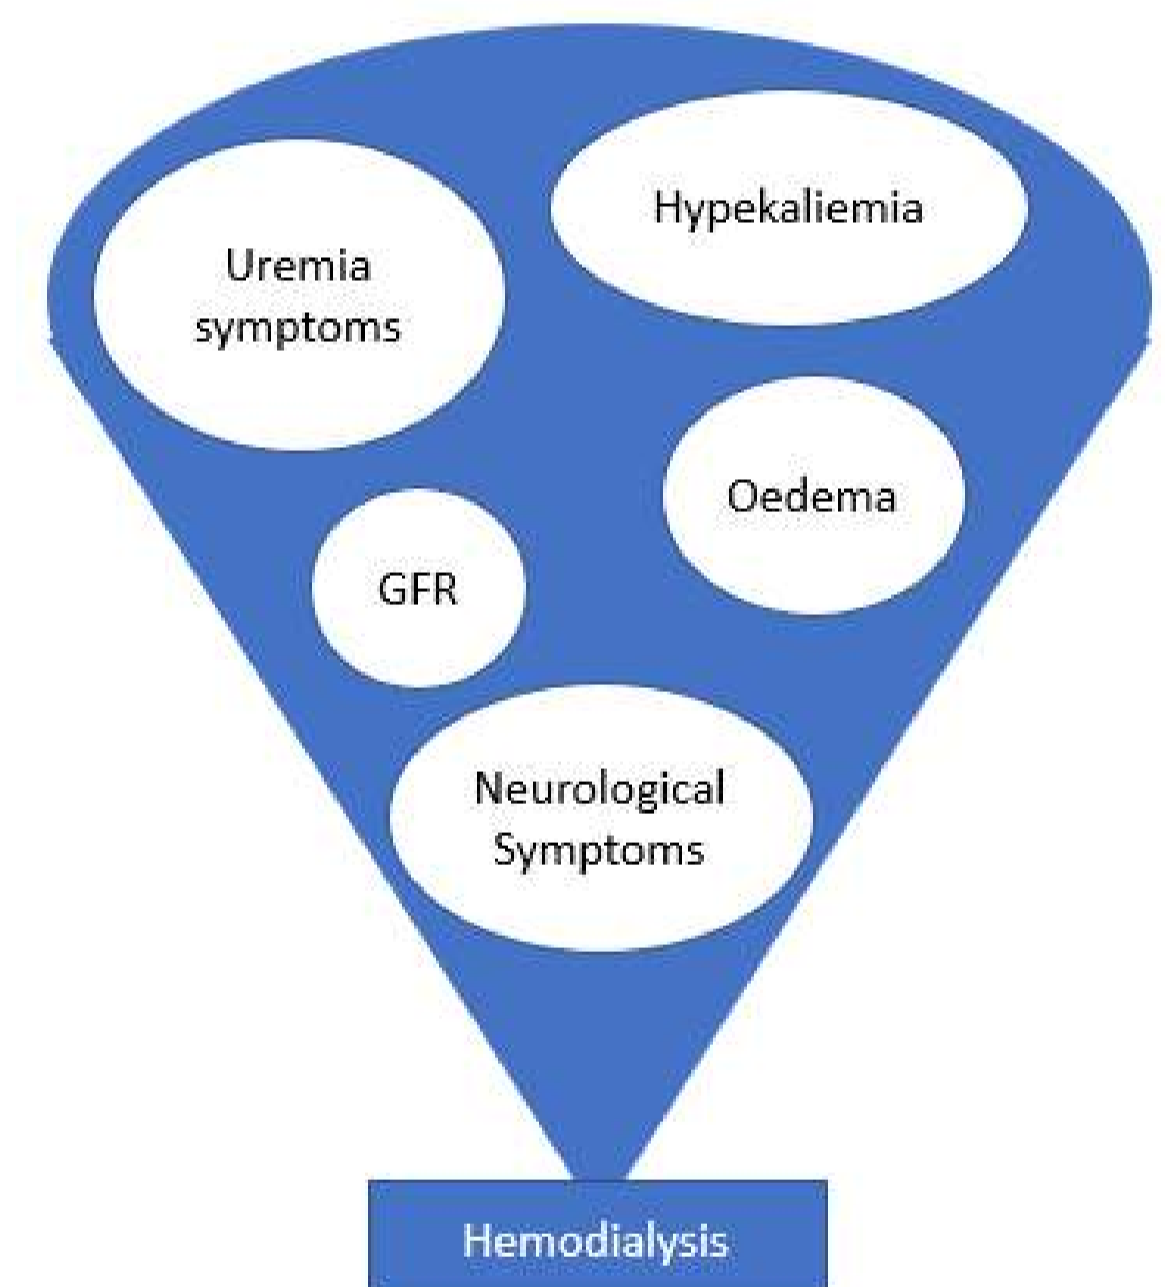 Hypekaliemia
Uremia
symptoms
Oedema
GFR
Neurological
Symptoms
Hemodialysis